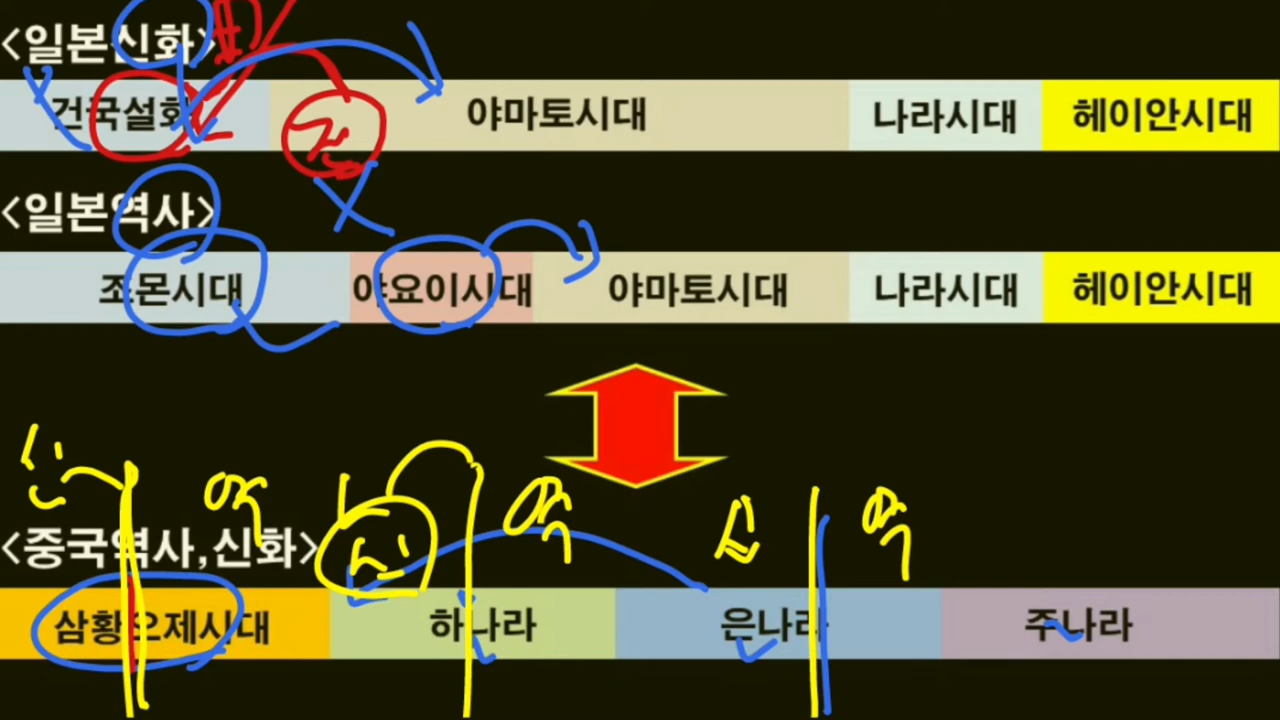 <일본신화>
건국설화 전 야마토시대 나라시대 헤이안시대
<일본역사>
조몬시대 야요이시대 야마토시대 나라시대 헤이안시대
신 역 신 역 신 역
<중국역사,신화>
삼황오제시대 하나라 은나라 주나라